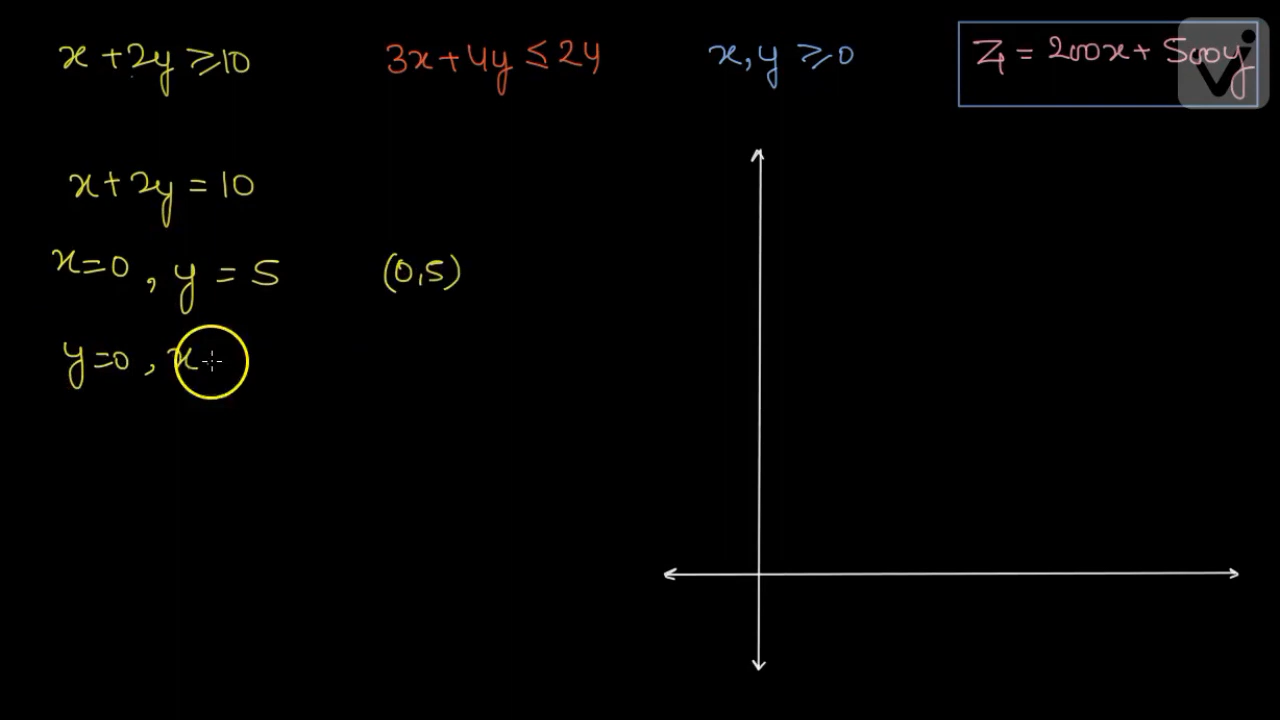 x + 2y ≥ 10 3x + 4y ≤ 24 x, y ≥ 0 Z = 200x + 500y
x + 2y = 10
x=0, y = 5 (0,5)
y=0, x